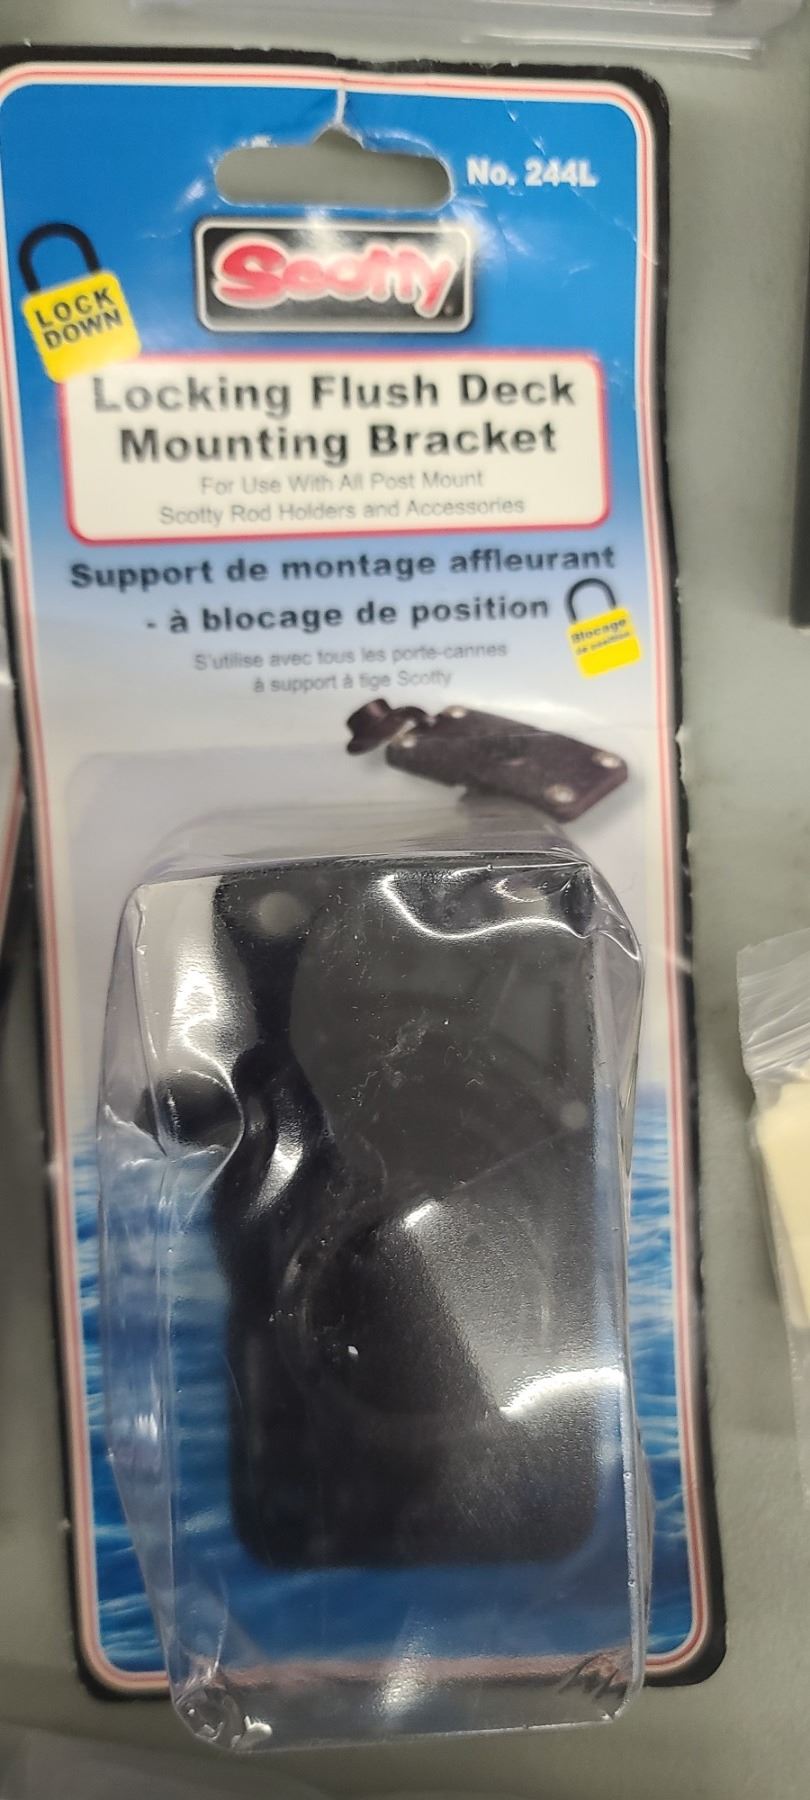 No. 244L
Scotty
LOCK
DOWN
Locking Flush Deck
Mounting Bracket
For Use With All Post Mount
Scotty Rod Holders and Accessories
Support de montage affleurant
- à blocage de position
Blocage
de position
S'utilise avec tous les porte-cannes
à support à tige Scotty